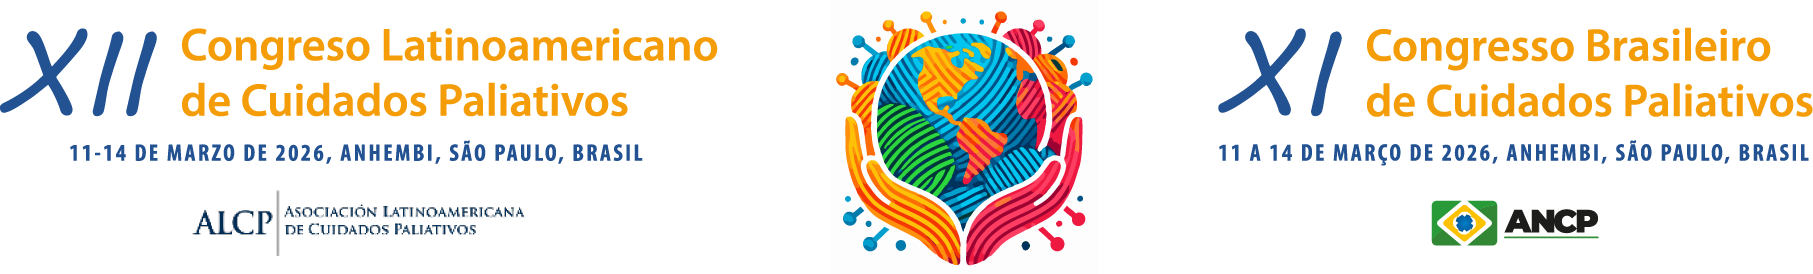 XII
Congreso Latinoamericano
de Cuidados Paliativos
11-14 DE MARZO DE 2026, ANHEMBI, SÃO PAULO, BRASIL
ALCP
ASOCIACIÓN LATINOAMERICANA
DE CUIDADOS PALIATIVOS
XI
Congresso Brasileiro
de Cuidados Paliativos
11 A 14 DE MARÇO DE 2026, ANHEMBI, SÃO PAULO, BRASIL
ANCP